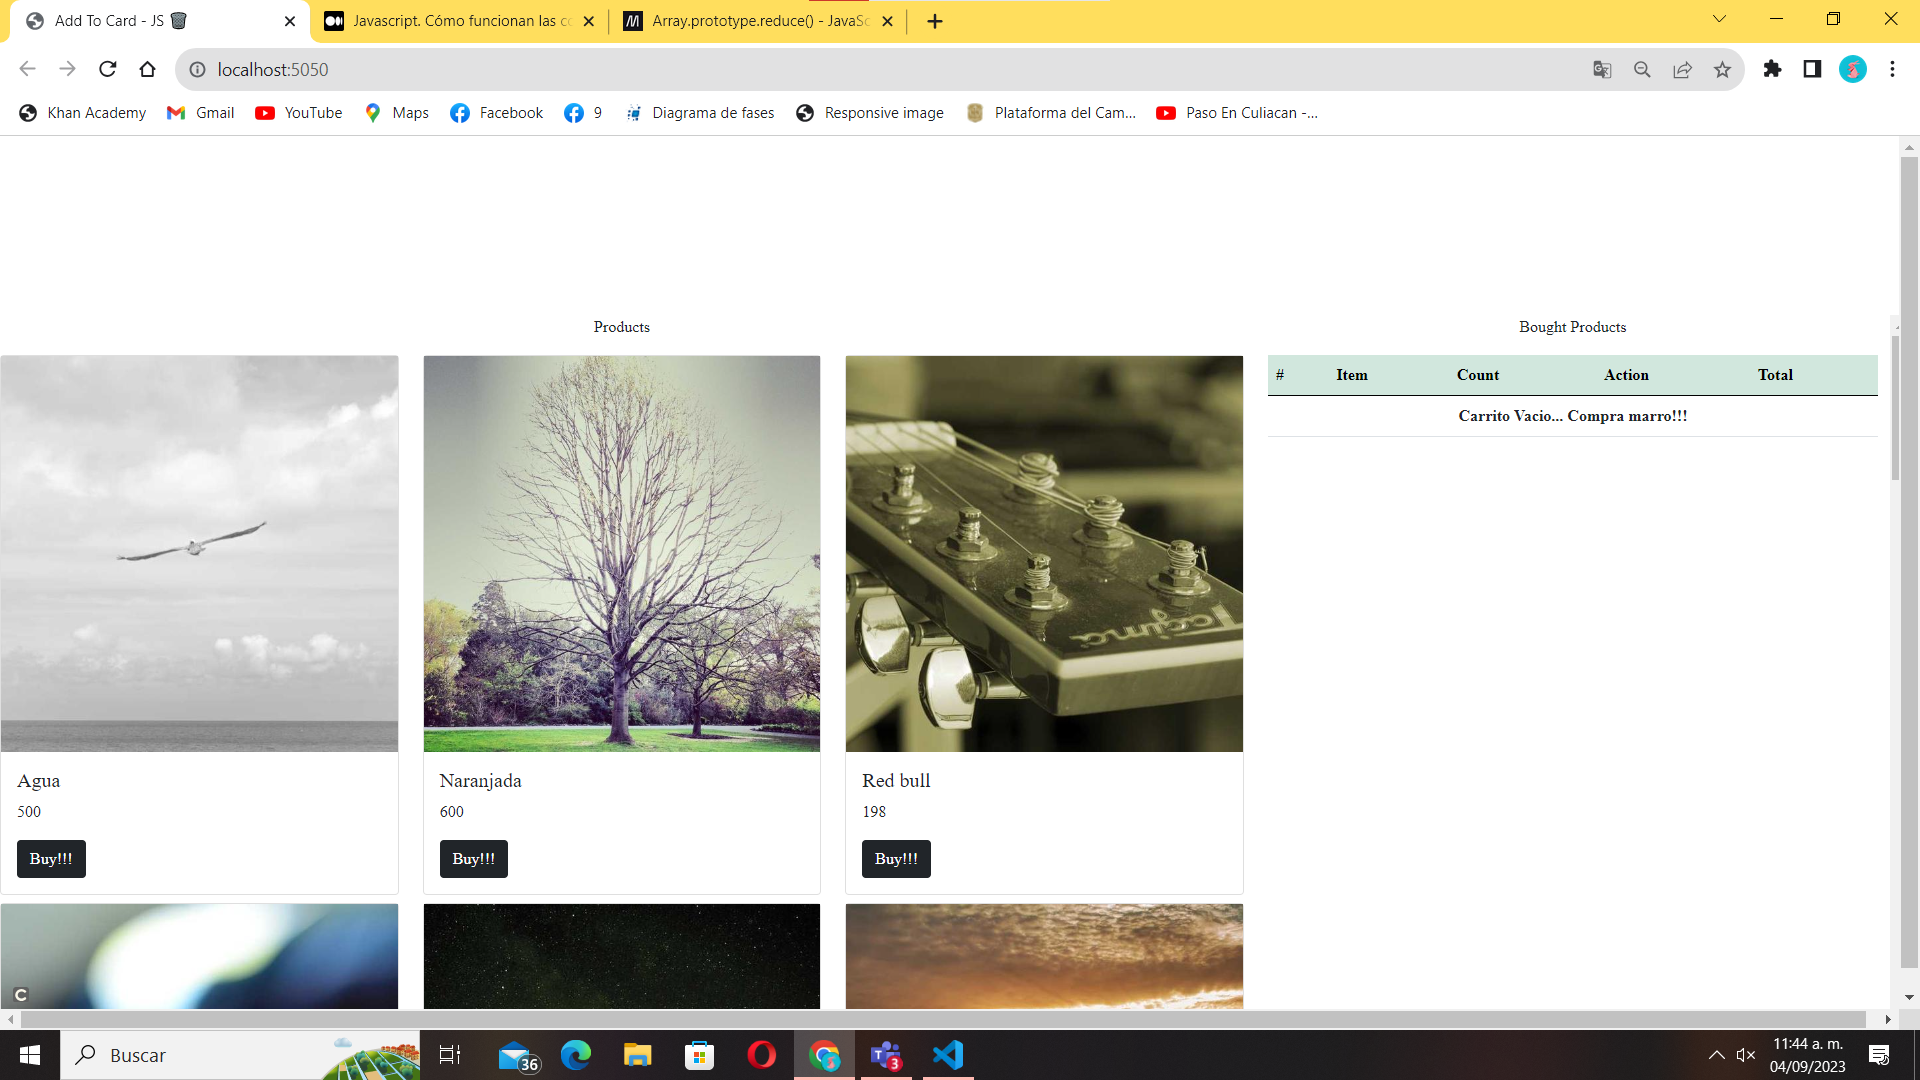 Add To Card - JS 🗑
Javascript. Cómo funcionan las c
Array.prototype.reduce() - JavaSc
localhost:5050
Khan Academy
Gmail
YouTube
Maps
Facebook
9
Diagrama de fases
Responsive image
Plataforma del Cam...
Paso En Culiacan -...
Products
Bought Products
# Item Count Action Total
Carrito Vacio... Compra marro!!!
Tagima
Agua
500
Buy!!!
Naranjada
600
Buy!!!
Red bull
198
Buy!!!
C
Buscar
36
3
11:44 a. m.
04/09/2023